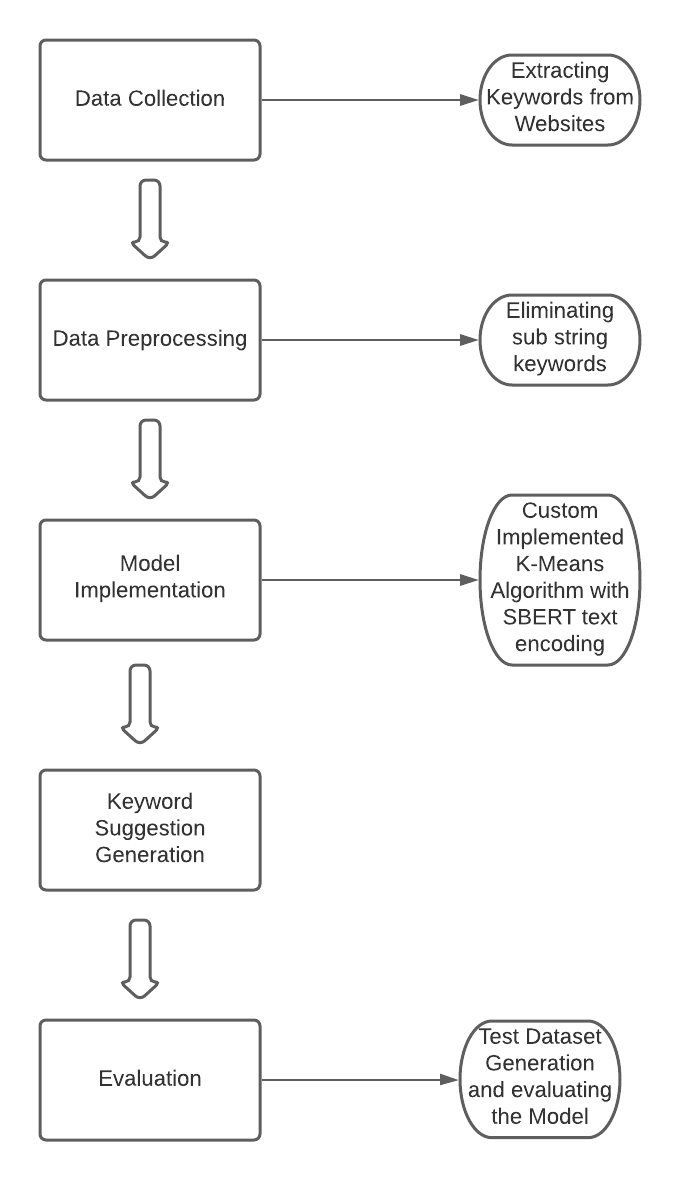 Data Collection
Extracting
Keywords from
Websites
Data Preprocessing
Eliminating
sub string
keywords
Model
Implementation
Custom
Implemented
K-Means
Algorithm with
SBERT text
encoding
Keyword
Suggestion
Generation
Evaluation
Test Dataset
Generation
and evaluating
the Model